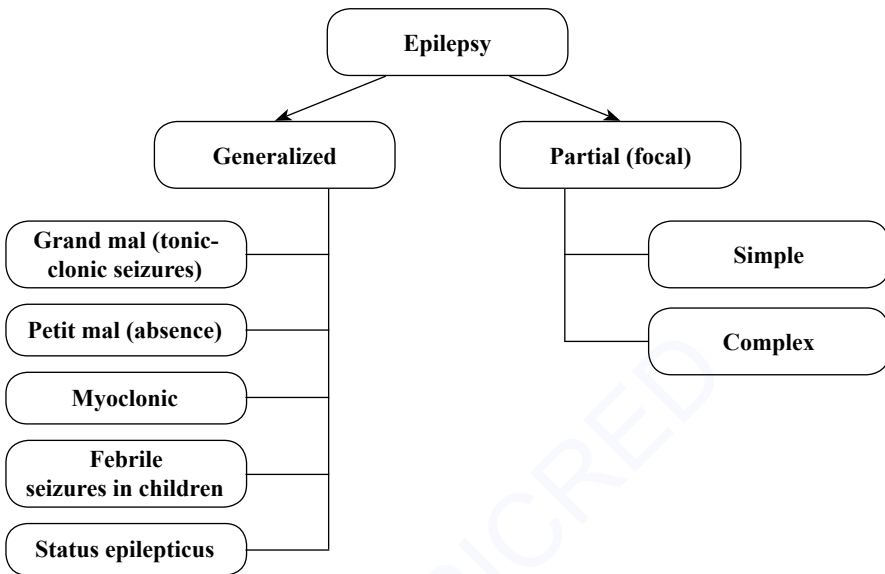 Epilepsy
Generalized
Partial (focal)
Grand mal (tonic-
clonic seizures)
Petit mal (absence)
Myoclonic
Febrile
seizures in children
Status epilepticus
Simple
Complex